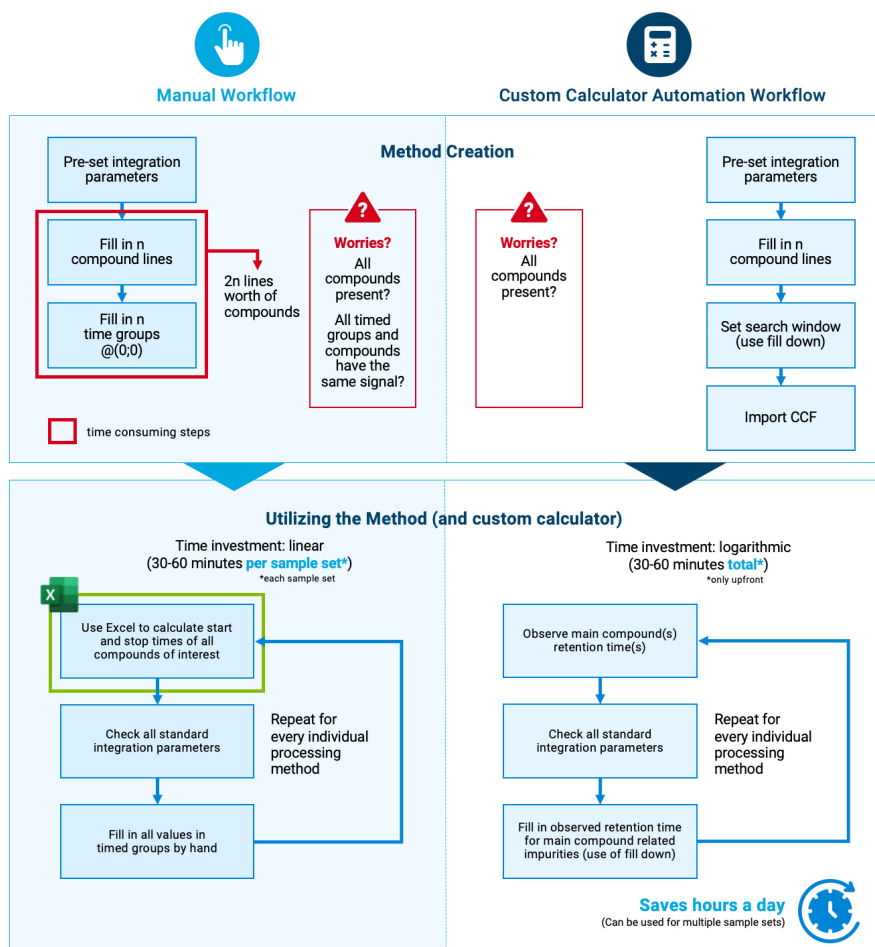 Manual Workflow
Custom Calculator Automation Workflow
Method Creation
Pre-set integration
parameters
Fill in n
compound lines
Fill in n
time groups
@(0;0)
2n lines
worth of
compounds
time consuming steps
?
Worries?
All
compounds
present?
All timed
groups and
compounds
have the
same signal?
?
Worries?
All
compounds
present?
Pre-set integration
parameters
Fill in n
compound lines
Set search window
(use fill down)
Import CCF
Utilizing the Method (and custom calculator)
Time investment: linear
(30-60 minutes per sample set*)
*each sample set
X
Use Excel to calculate start
and stop times of all
compounds of interest
Check all standard
integration parameters
Fill in all values in
timed groups by hand
Repeat for
every individual
processing
method
Time investment: logarithmic
(30-60 minutes total*)
*only upfront
Observe main compound(s)
retention time(s)
Check all standard
integration parameters
Fill in observed retention time
for main compound related
impurities (use of fill down)
Repeat for
every individual
processing
method
Saves hours a day
(Can be used for multiple sample sets)